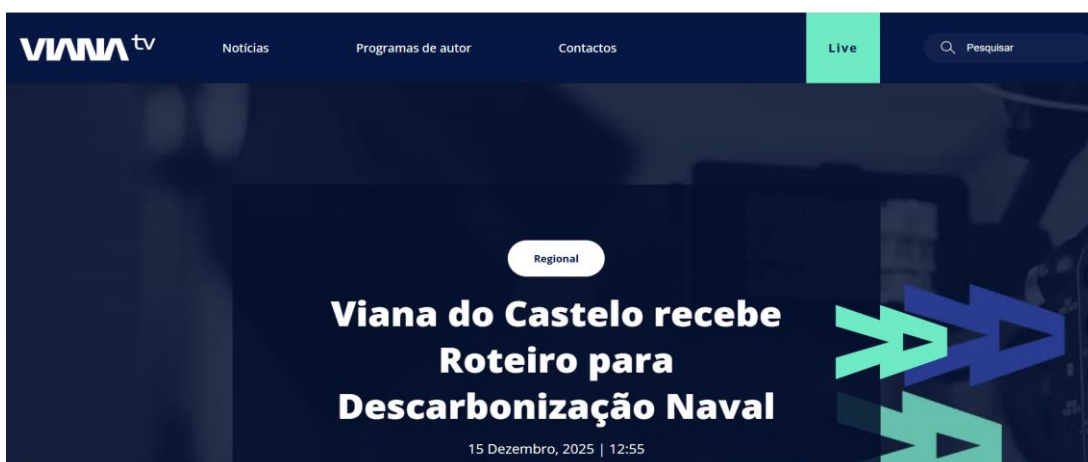 VIANA tv
Notícias
Programas de autor
Contactos
Live
Pesquisar
Regional
Viana do Castelo recebe
Roteiro para
Descarbonização Naval
15 Dezembro, 2025 | 12:55